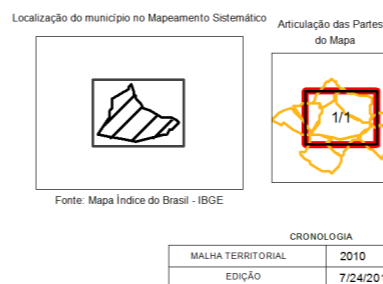 Localização do município no Mapeamento Sistemático
Articulação das Partes
do Mapa
1/1
Fonte: Mapa Índice do Brasil - IBGE
CRONOLOGIA
MALHA TERRITORIAL 2010
EDIÇÃO